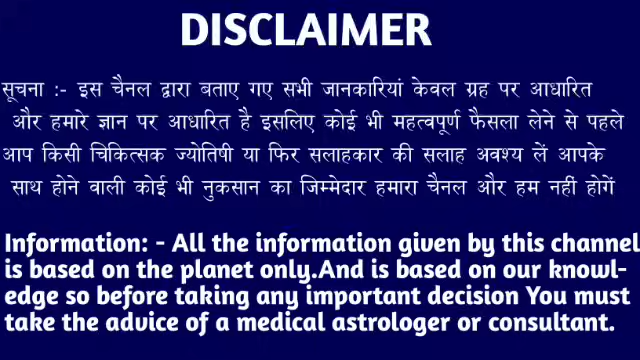 DISCLAIMER
सूचना :- इस चैनल द्वारा बताए गए सभी जानकारियां केवल ग्रह पर आधारित
और हमारे ज्ञान पर आधारित है इसलिए कोई भी महत्वपूर्ण फैसला लेने से पहले
आप किसी चिकित्सक ज्योतिषी या फिर सलाहकार की सलाह अवश्य लें आपके
साथ होने वाली कोई भी नुकसान का जिम्मेदार हमारा चैनल और हम नहीं होगें
Information: - All the information given by this channel
is based on the planet only.And is based on our knowl-
edge so before taking any important decision You must
take the advice of a medical astrologer or consultant.